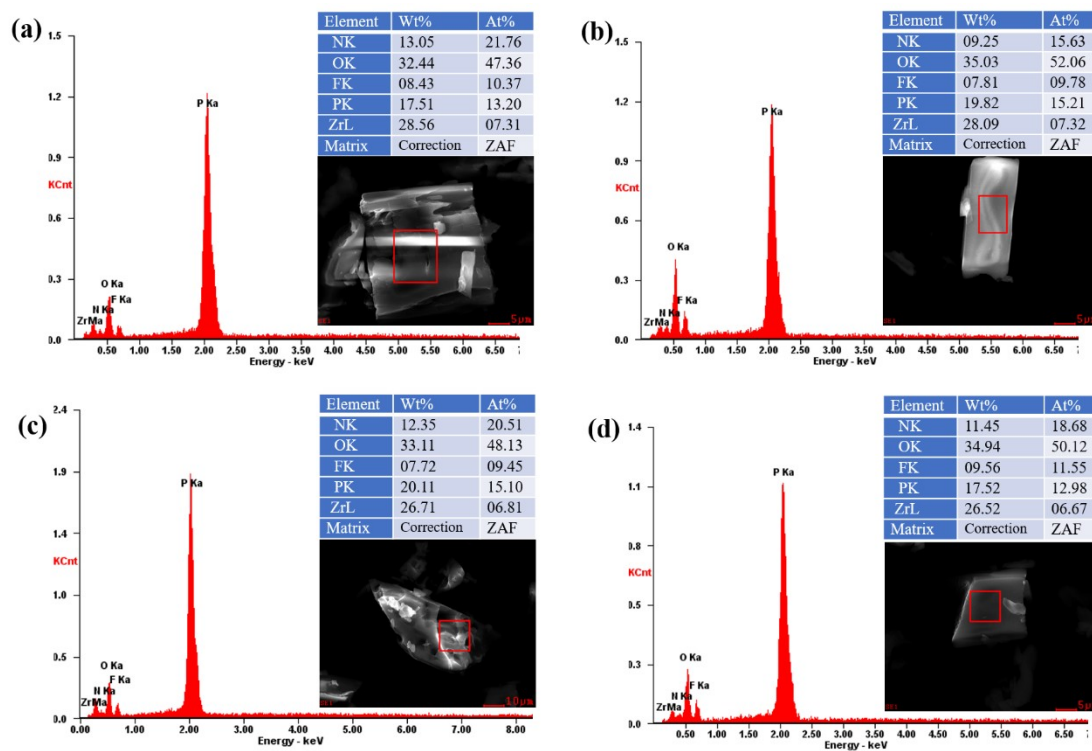 (a)
Element Wt% At%
NK 13.05 21.76
OK 32.44 47.36
FK 08.43 10.37
PK 17.51 13.20
ZrL 28.56 07.31
Matrix Correction ZAF
1.5
1.2
0.9
KCnt
0.6
0.3
0.0
P Ka
O Ka
F Ka
N Ka
ZrMa
0.50 1.00 1.50 2.00 2.50 3.00 3.50 4.00 4.50 5.00 5.50 6.00 6.50
Energy - keV
5µm
(b)
Element Wt% At%
NK 09.25 15.63
OK 35.03 52.06
FK 07.81 09.78
PK 19.82 15.21
ZrL 28.09 07.32
Matrix Correction ZAF
1.5
1.2
0.9
KCnt
0.6
0.3
0.0
P Ka
O Ka
F Ka
N Ka
ZrMa
0.50 1.00 1.50 2.00 2.50 3.00 3.50 4.00 4.50 5.00 5.50 6.00 6.50
Energy - keV
5µm
(c)
Element Wt% At%
NK 12.35 20.51
OK 33.11 48.13
FK 07.72 09.45
PK 20.11 15.10
ZrL 26.71 06.81
Matrix Correction ZAF
2.4
1.9
1.4
KCnt
1.0
0.5
0.0
P Ka
O Ka
F Ka
N Ka
ZrMa
0.00 1.00 2.00 3.00 4.00 5.00 6.00 7.00 8.00
Energy - keV
10µm
(d)
Element Wt% At%
NK 11.45 18.68
OK 34.94 50.12
FK 09.56 11.55
PK 17.52 12.98
ZrL 26.52 06.67
Matrix Correction ZAF
1.4
1.1
0.8
KCnt
0.5
0.3
0.0
P Ka
O Ka
F Ka
N Ka
ZrMa
0.50 1.00 1.50 2.00 2.50 3.00 3.50 4.00 4.50 5.00 5.50 6.00 6.50
Energy - keV
5µm